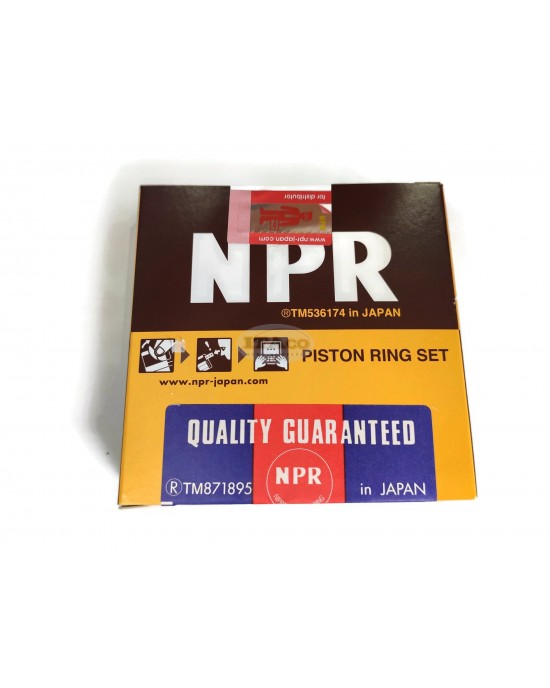 for distributor
www.npr-japan.com
NPR
®TM536174 in JAPAN
PISTON RING SET
www.npr-japan.com
QUALITY GUARANTEED
®TM871895
NPR
in JAPAN